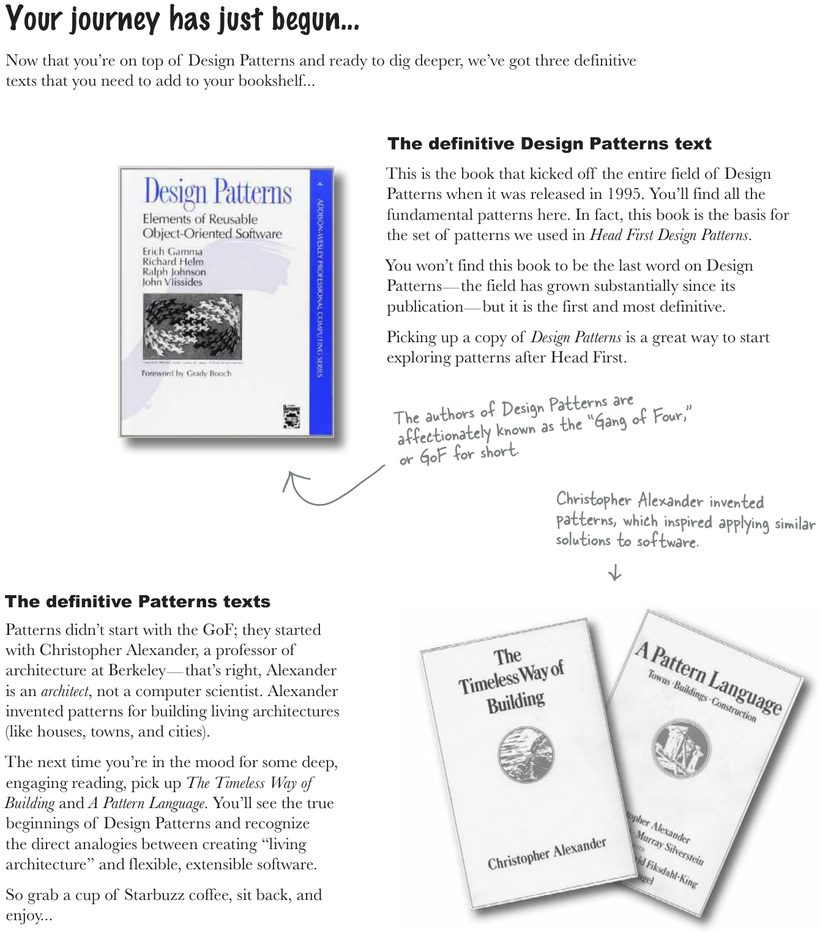 Your journey has just begun...
Now that you're on top of Design Patterns and ready to dig deeper, we've got three definitive
texts that you need to add to your bookshelf...
Design Patterns
Elements of Reusable
Object-Oriented Software
Erich Gamma
Richard Helm
Ralph Johnson
John Vlissides
Foreword by Grady Booch
ADDISON-WESLEY PROFESSIONAL COMPUTING SERIES
The definitive Design Patterns text
This is the book that kicked off the entire field of Design
Patterns when it was released in 1995. You'll find all the
fundamental patterns here. In fact, this book is the basis for
the set of patterns we used in Head First Design Patterns.
You won't find this book to be the last word on Design
Patterns—the field has grown substantially since its
publication—but it is the first and most definitive.
Picking up a copy of Design Patterns is a great way to start
exploring patterns after Head First.
The authors of Design Patterns are
affectionately known as the "Gang of Four,"
or GoF for short.
Christopher Alexander invented
patterns, which inspired applying similar
solutions to software.
The definitive Patterns texts
Patterns didn't start with the GoF; they started
with Christopher Alexander, a professor of
architecture at Berkeley—that's right, Alexander
is an architect, not a computer scientist. Alexander
invented patterns for building living architectures
(like houses, towns, and cities).
The next time you're in the mood for some deep,
engaging reading, pick up The Timeless Way of
Building and A Pattern Language. You'll see the true
beginnings of Design Patterns and recognize
the direct analogies between creating "living
architecture" and flexible, extensible software.
So grab a cup of Starbuzz coffee, sit back, and
enjoy...
The
Timeless Way of
Building
Christopher Alexander
A Pattern Language
Towns · Buildings · Construction
topher Alexander
Murray Silverstein
Fiksdahl-King
ngel